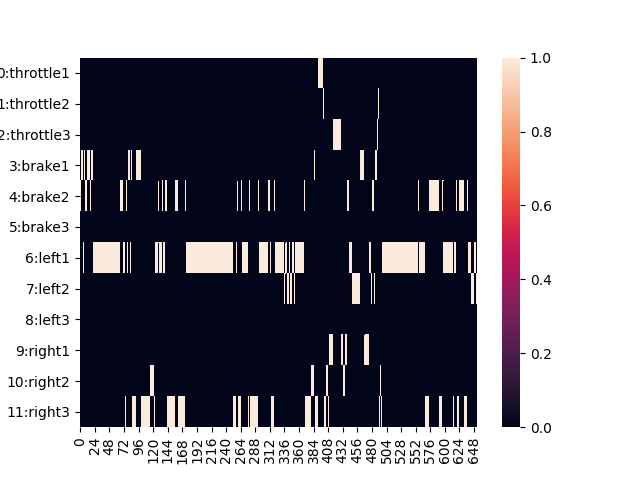 0:throttle1
1:throttle2
2:throttle3
3:brake1
4:brake2
5:brake3
6:left1
7:left2
8:left3
9:right1
10:right2
11:right3
0 24 48 72 96 120 144 168 192 216 240 264 288 312 336 360 384 408 432 456 480 504 528 552 576 600 624 648
1.0
0.8
0.6
0.4
0.2
0.0